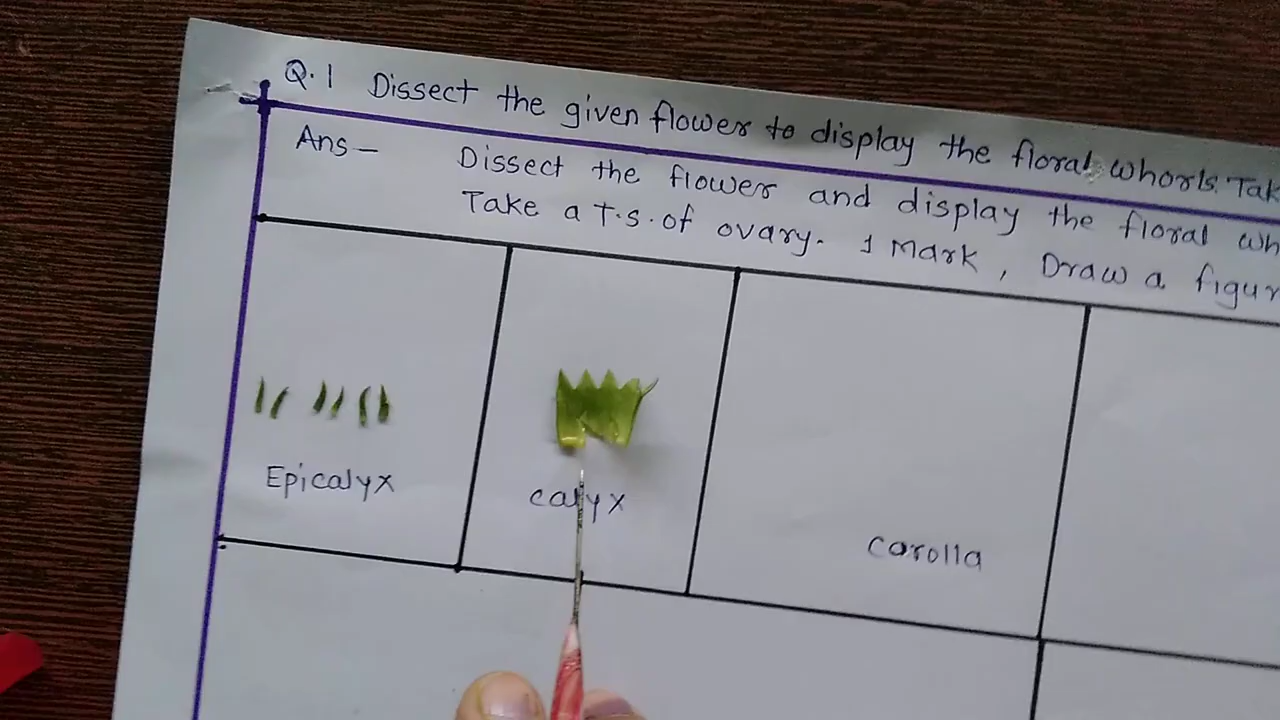 Q.1 Dissect the given flower to display the floral whorls. Tak
Ans - Dissect the flower and display the floral wh
Take a T.S. of ovary. 1 Mark, Draw a figur
Epicalyx
calyx
Corolla